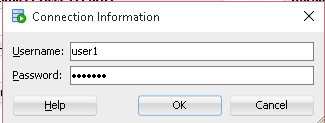 Connection Information
Username: user1
Password: •••••••
Help OK Cancel